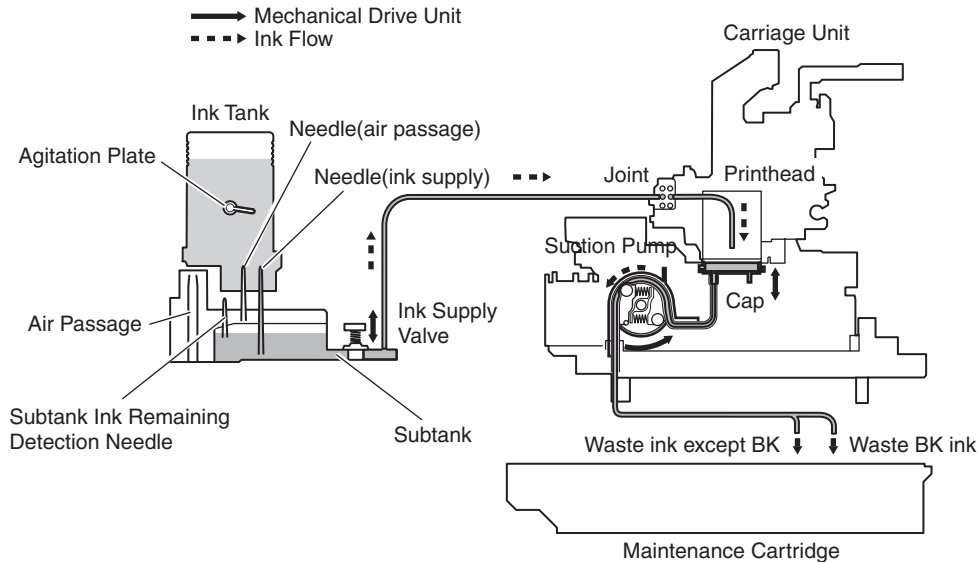 Mechanical Drive Unit
Ink Flow
Carriage Unit
Ink Tank
Needle(air passage)
Agitation Plate
Needle(ink supply)
Joint
Printhead
Suction Pump
Cap
Air Passage
Ink Supply
Valve
Subtank Ink Remaining
Detection Needle
Subtank
Waste ink except BK
Waste BK ink
Maintenance Cartridge